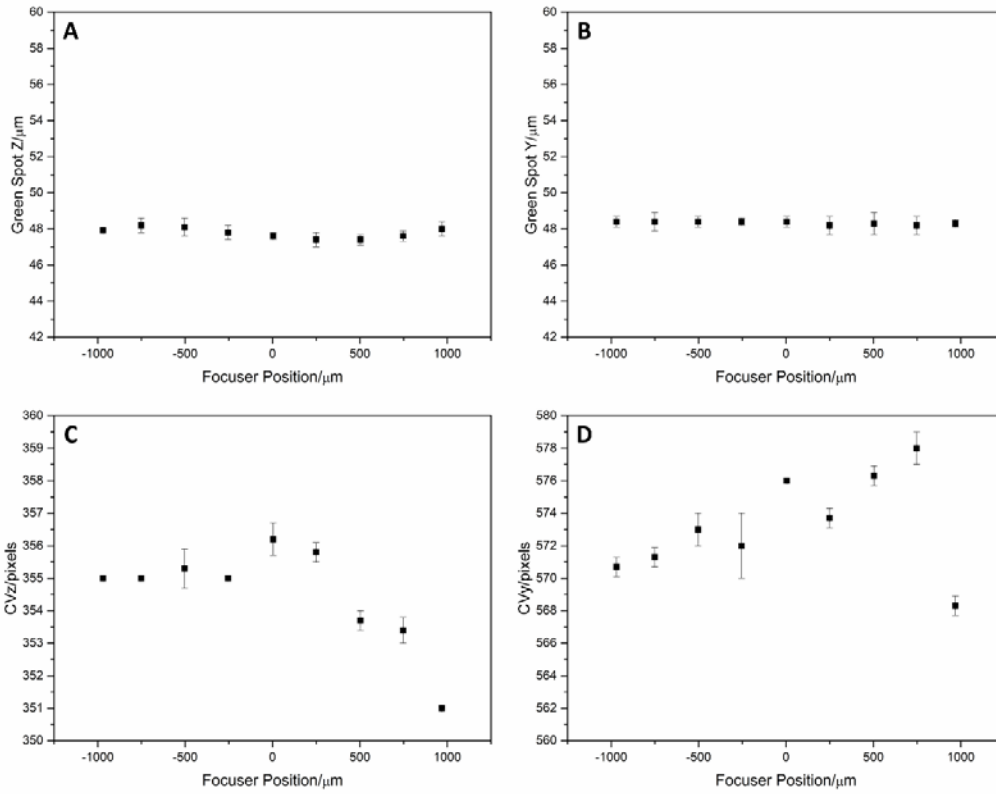 A
Green Spot Z/μm
60
58
56
54
52
50
48
46
44
42
-1000 -500 0 500 1000
Focuser Position/μm
B
Green Spot Y/μm
60
58
56
54
52
50
48
46
44
42
-1000 -500 0 500 1000
Focuser Position/μm
C
CVz/pixels
360
359
358
357
356
355
354
353
352
351
350
-1000 -500 0 500 1000
Focuser Position/μm
D
CVy/pixels
580
578
576
574
572
570
568
566
564
562
560
-1000 -500 0 500 1000
Focuser Position/μm